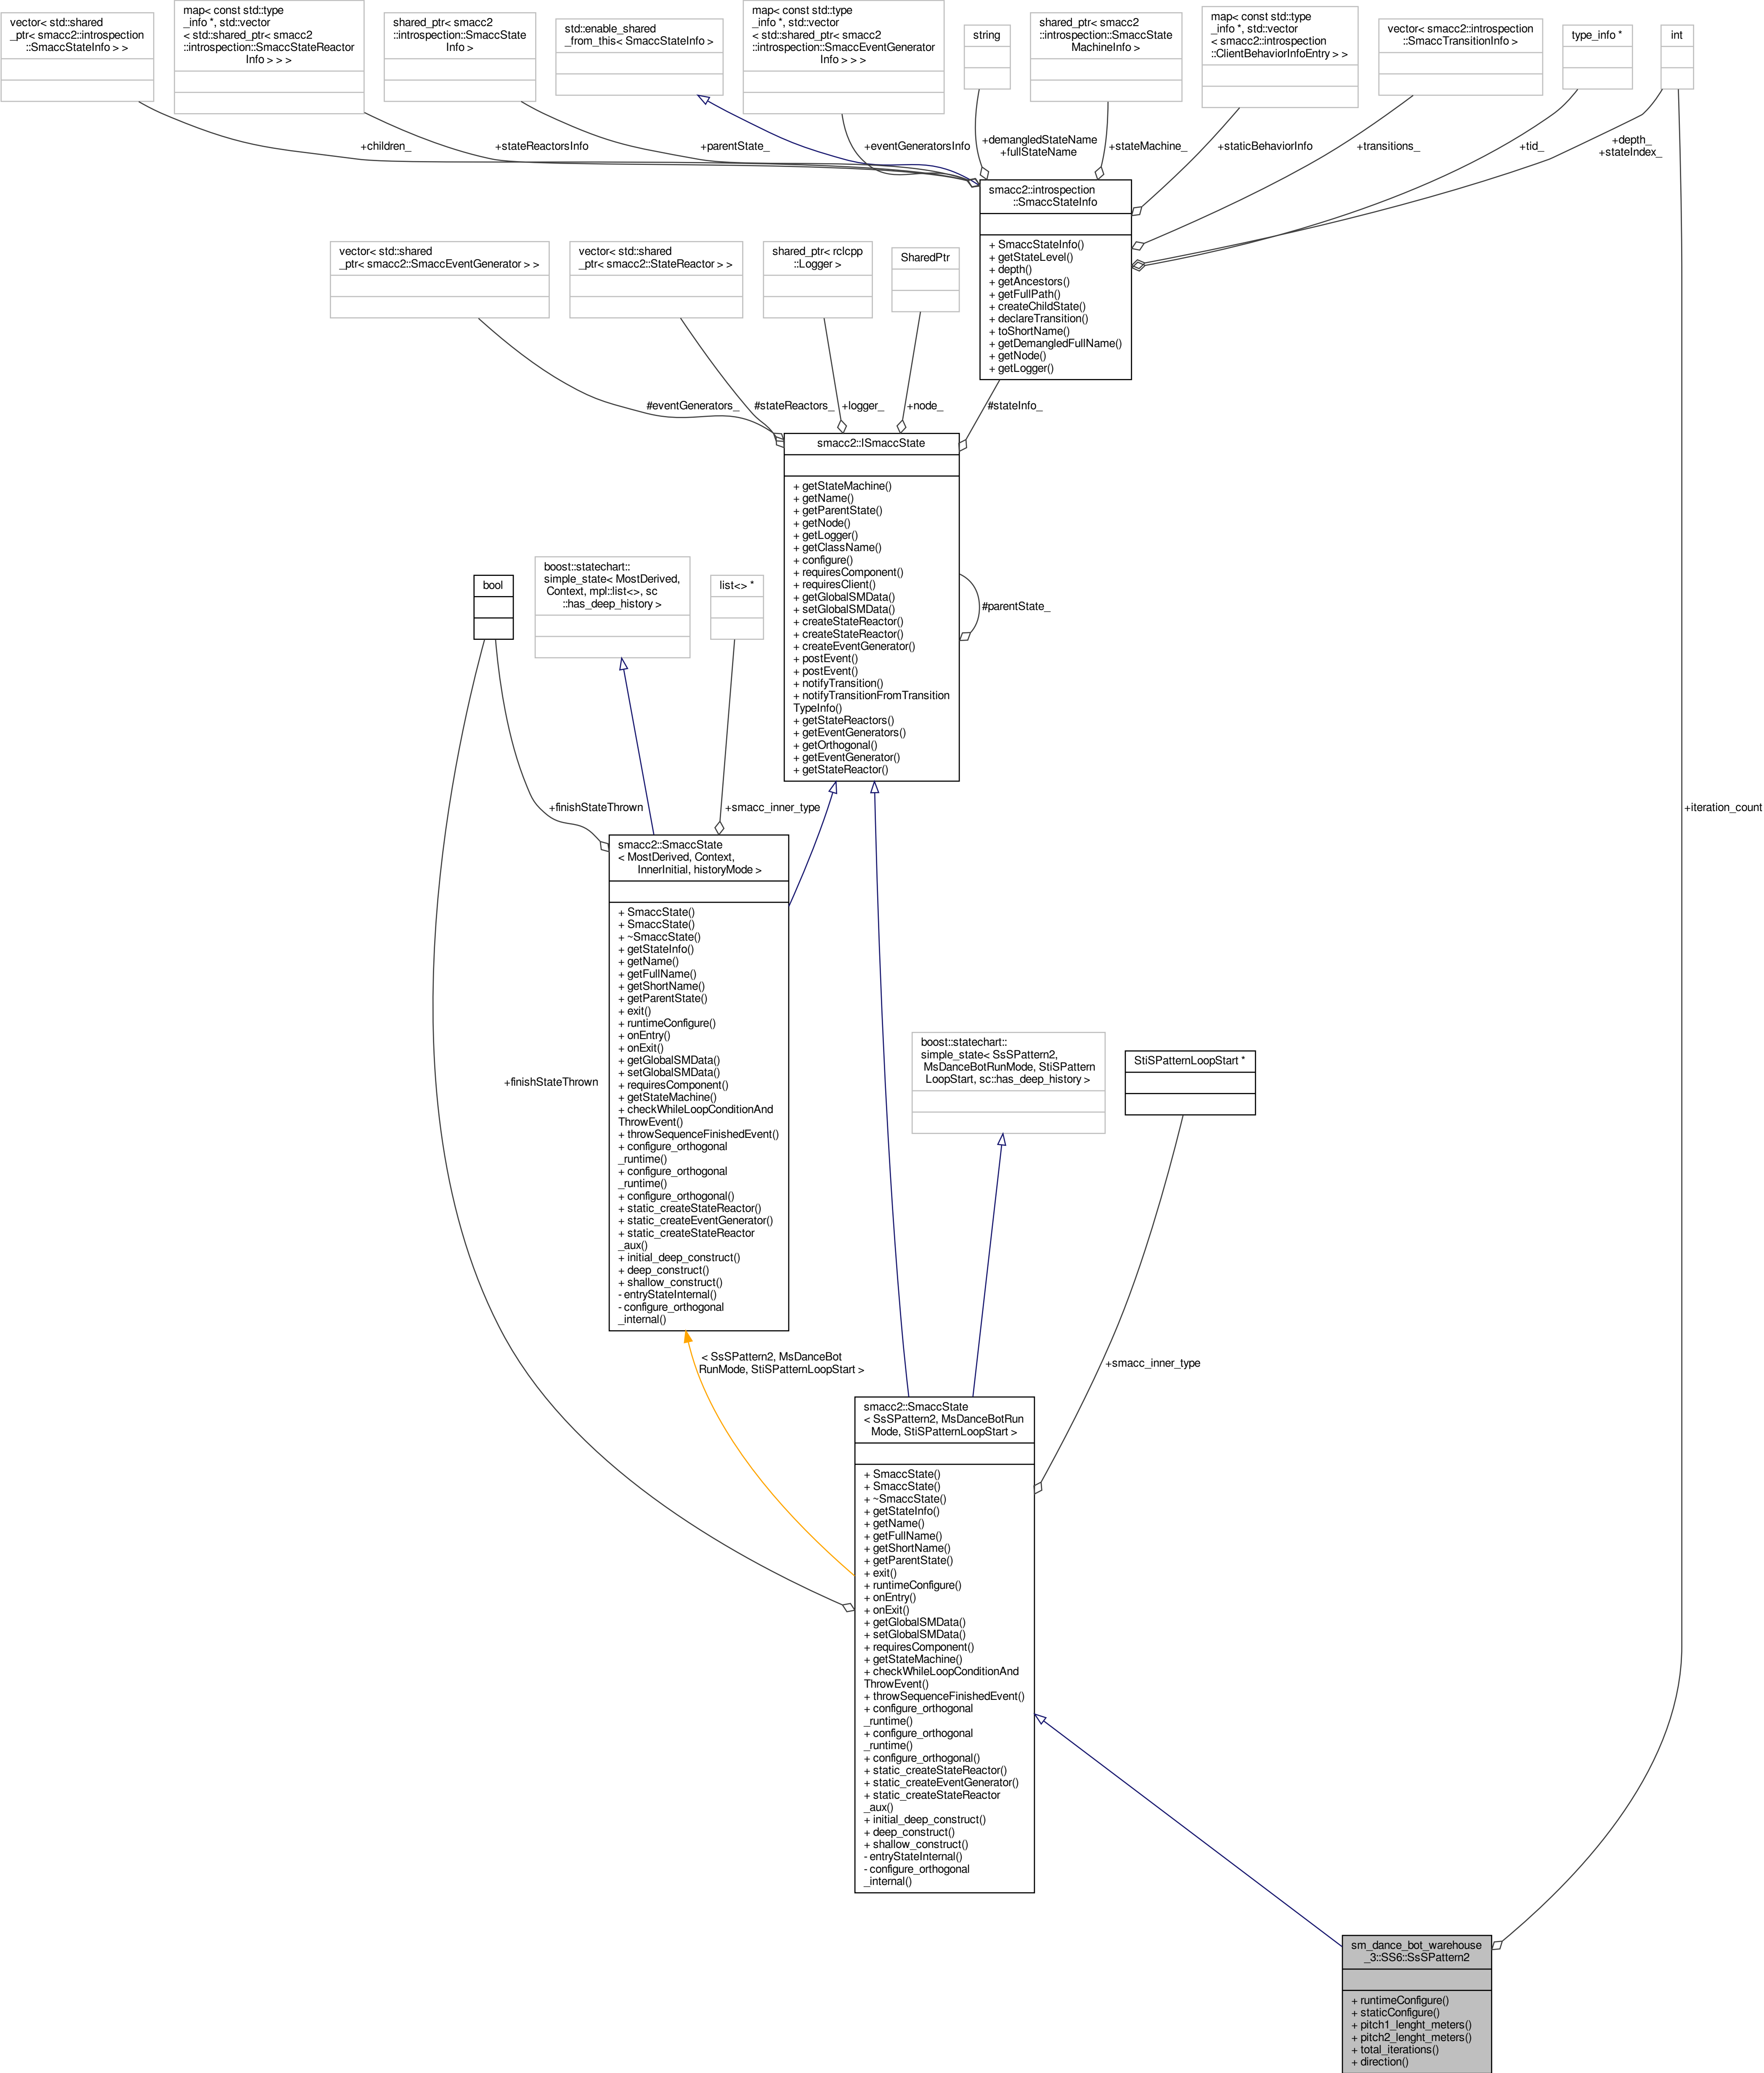 vector< std::shared
_ptr< smacc2::introspection
::SmaccStateInfo > >
map< const std::type
_info *, std::vector
< std::shared_ptr< smacc2
::introspection::SmaccStateReactor
Info > > >
shared_ptr< smacc2
::introspection::SmaccState
Info >
std::enable_shared
_from_this< SmaccStateInfo >
map< const std::type
_info *, std::vector
< std::shared_ptr< smacc2
::introspection::SmaccEventGenerator
Info > > >
string
shared_ptr< smacc2
::introspection::SmaccState
MachineInfo >
map< const std::type
_info *, std::vector
< smacc2::introspection
::ClientBehaviorInfoEntry > >
vector< smacc2::introspection
::SmaccTransitionInfo >
type_info *
int
+children_
+stateReactorsInfo
+parentState_
+eventGeneratorsInfo
+demangledStateName
+fullStateName
+stateMachine_
+staticBehaviorInfo
+transitions_
+tid_
+depth_
+stateIndex_
smacc2::introspection
::SmaccStateInfo
+ SmaccStateInfo()
+ getStateLevel()
+ depth()
+ getAncestors()
+ getFullPath()
+ createChildState()
+ declareTransition()
+ toShortName()
+ getDemangledFullName()
+ getNode()
+ getLogger()
vector< std::shared
_ptr< smacc2::SmaccEventGenerator > >
vector< std::shared
_ptr< smacc2::StateReactor > >
shared_ptr< rclcpp
::Logger >
SharedPtr
#eventGenerators_
#stateReactors_
+logger_
+node_
#stateInfo_
smacc2::ISmaccState
+ getStateMachine()
+ getName()
+ getParentState()
+ getNode()
+ getLogger()
+ getClassName()
+ configure()
+ requiresComponent()
+ requiresClient()
+ getGlobalSMData()
+ setGlobalSMData()
+ createStateReactor()
+ createStateReactor()
+ createEventGenerator()
+ postEvent()
+ postEvent()
+ notifyTransition()
+ notifyTransitionFromTransition
TypeInfo()
+ getStateReactors()
+ getEventGenerators()
+ getOrthogonal()
+ getEventGenerator()
+ getStateReactor()
#parentState_
bool
boost::statechart::
simple_state< MostDerived,
Context, mpl::list<>, sc
::has_deep_history >
list<> *
+finishStateThrown
+smacc_inner_type
+iteration_count
smacc2::SmaccState
< MostDerived, Context,
InnerInitial, historyMode >
+ SmaccState()
+ SmaccState()
+ ~SmaccState()
+ getStateInfo()
+ getName()
+ getFullName()
+ getShortName()
+ getParentState()
+ exit()
+ runtimeConfigure()
+ onEntry()
+ onExit()
+ getGlobalSMData()
+ setGlobalSMData()
+ requiresComponent()
+ getStateMachine()
+ checkWhileLoopConditionAnd
ThrowEvent()
+ throwSequenceFinishedEvent()
+ configure_orthogonal
_runtime()
+ configure_orthogonal
_runtime()
+ configure_orthogonal()
+ static_createStateReactor()
+ static_createEventGenerator()
+ static_createStateReactor
_aux()
+ initial_deep_construct()
+ deep_construct()
+ shallow_construct()
- entryStateInternal()
- configure_orthogonal
_internal()
+finishStateThrown
boost::statechart::
simple_state< SsSPattern2,
MsDanceBotRunMode, StiSPattern
LoopStart, sc::has_deep_history >
StiSPatternLoopStart *
< SsSPattern2, MsDanceBot
RunMode, StiSPatternLoopStart >
+smacc_inner_type
smacc2::SmaccState
< SsSPattern2, MsDanceBotRun
Mode, StiSPatternLoopStart >
+ SmaccState()
+ SmaccState()
+ ~SmaccState()
+ getStateInfo()
+ getName()
+ getFullName()
+ getShortName()
+ getParentState()
+ exit()
+ runtimeConfigure()
+ onEntry()
+ onExit()
+ getGlobalSMData()
+ setGlobalSMData()
+ requiresComponent()
+ getStateMachine()
+ checkWhileLoopConditionAnd
ThrowEvent()
+ throwSequenceFinishedEvent()
+ configure_orthogonal
_runtime()
+ configure_orthogonal
_runtime()
+ configure_orthogonal()
+ static_createStateReactor()
+ static_createEventGenerator()
+ static_createStateReactor
_aux()
+ initial_deep_construct()
+ deep_construct()
+ shallow_construct()
- entryStateInternal()
- configure_orthogonal
_internal()
sm_dance_bot_warehouse
_3::SS6::SsSPattern2
+ runtimeConfigure()
+ staticConfigure()
+ pitch1_lenght_meters()
+ pitch2_lenght_meters()
+ total_iterations()
+ direction()